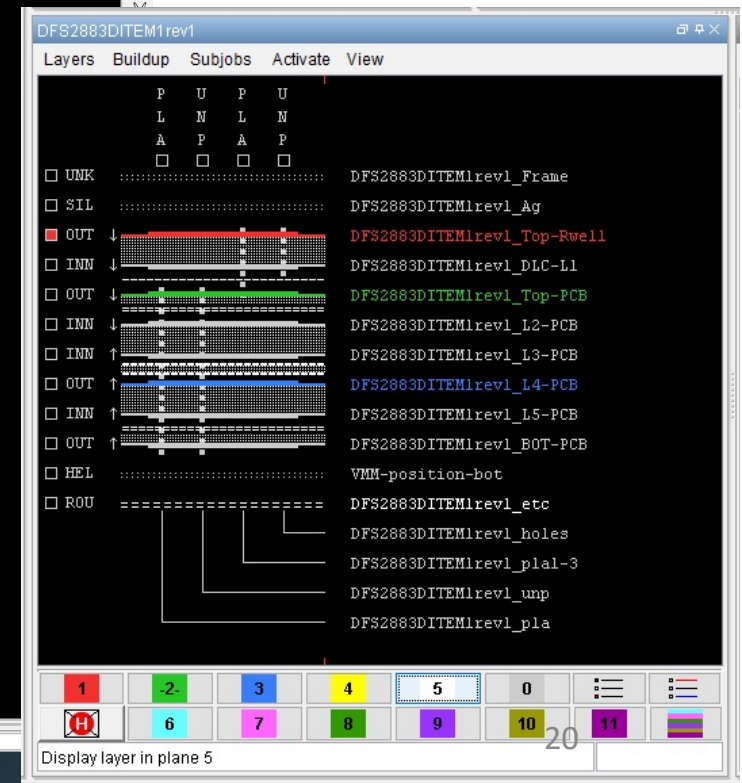 DFS2883DITEM1rev1
Layers Buildup Subjobs Activate View
P U P U
L N L N
A P A P
UNK DFS2883DITEM1rev1_Frame
SIL DFS2883DITEM1rev1_Ag
OUT ↓ DFS2883DITEM1rev1_Top-Rwell
INN ↓ DFS2883DITEM1rev1_DLC-L1
OUT ↓ DFS2883DITEM1rev1_Top-PCB
INN ↓ DFS2883DITEM1rev1_L2-PCB
INN ↑ DFS2883DITEM1rev1_L3-PCB
OUT ↑ DFS2883DITEM1rev1_L4-PCB
INN ↑ DFS2883DITEM1rev1_L5-PCB
OUT ↑ DFS2883DITEM1rev1_BOT-PCB
HEL VMM-position-bot
ROU DFS2883DITEM1rev1_etc
DFS2883DITEM1rev1_holes
DFS2883DITEM1rev1_pla1-3
DFS2883DITEM1rev1_unp
DFS2883DITEM1rev1_pla
1 -2- 3 4 5 0
H 6 7 8 9 10 11
20
Display layer in plane 5